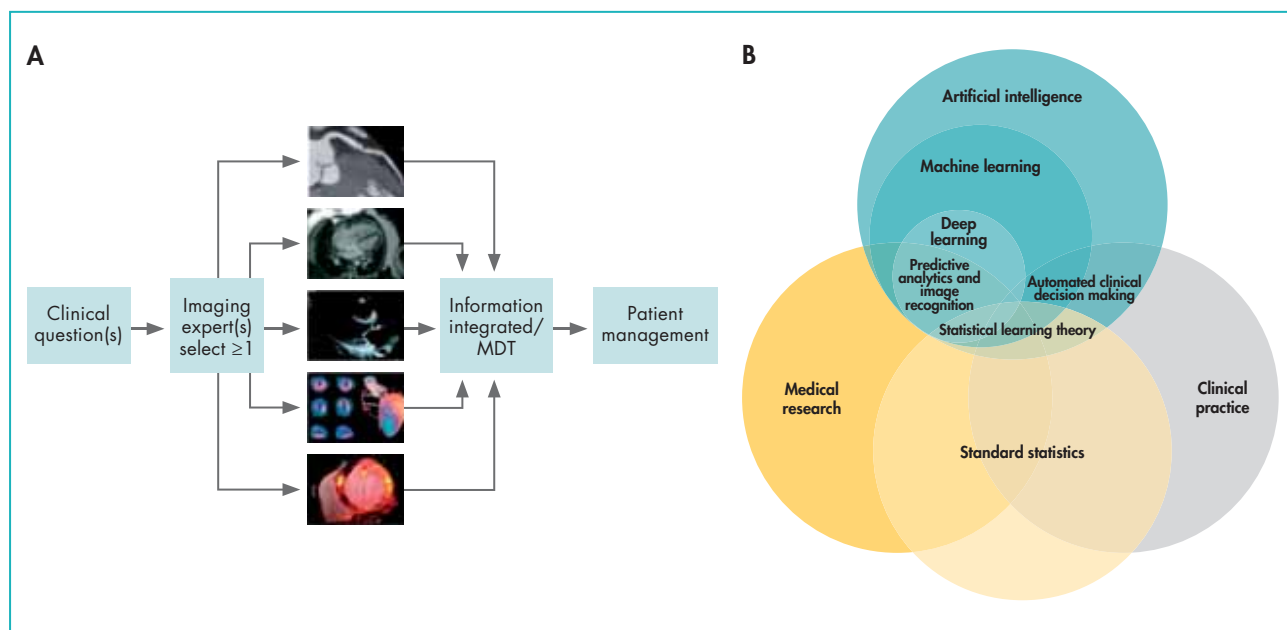 A
Clinical
question(s)
Imaging
expert(s)
select ≥1
Information
integrated/
MDT
Patient
management
B
Artificial intelligence
Machine learning
Deep
learning
Predictive
analytics and
image
recognition
Automated clinical
decision making
Statistical learning theory
Medical
research
Clinical
practice
Standard statistics